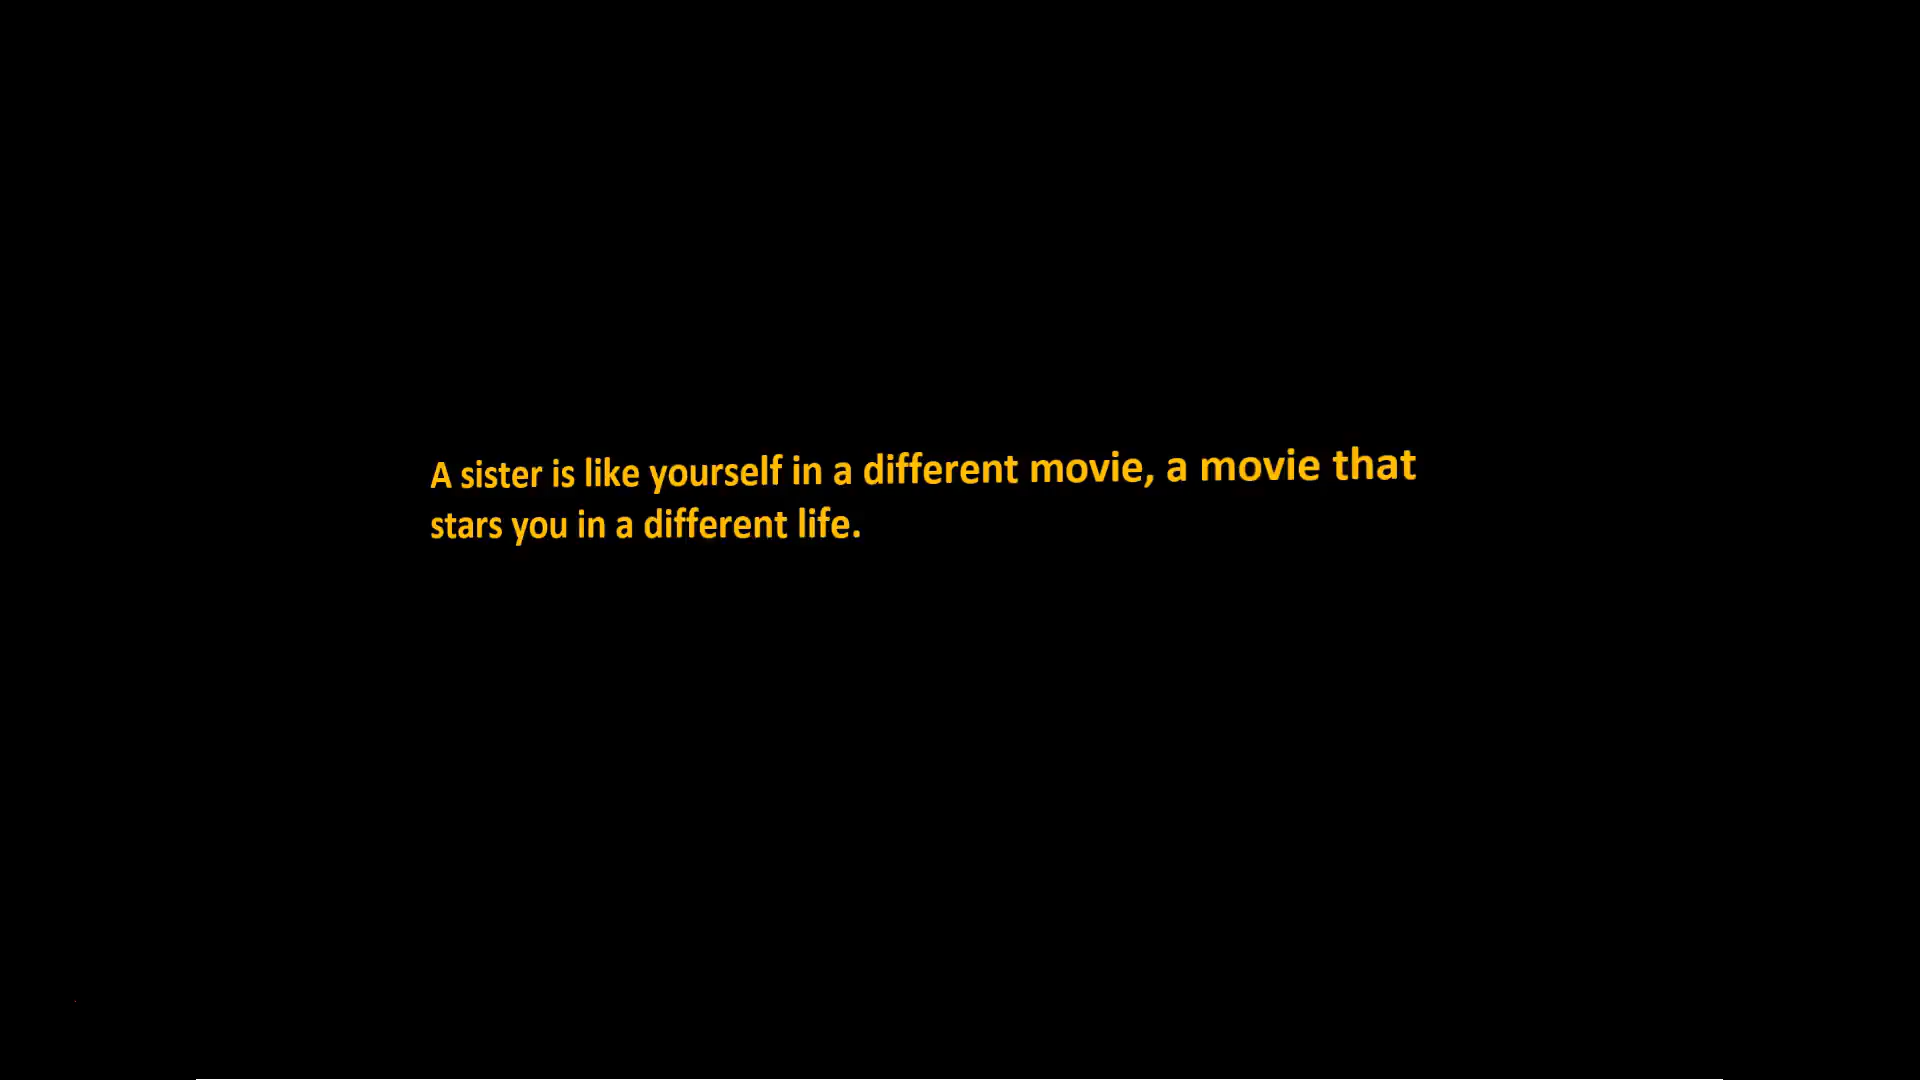 A sister is like yourself in a different movie, a movie that
stars you in a different life.